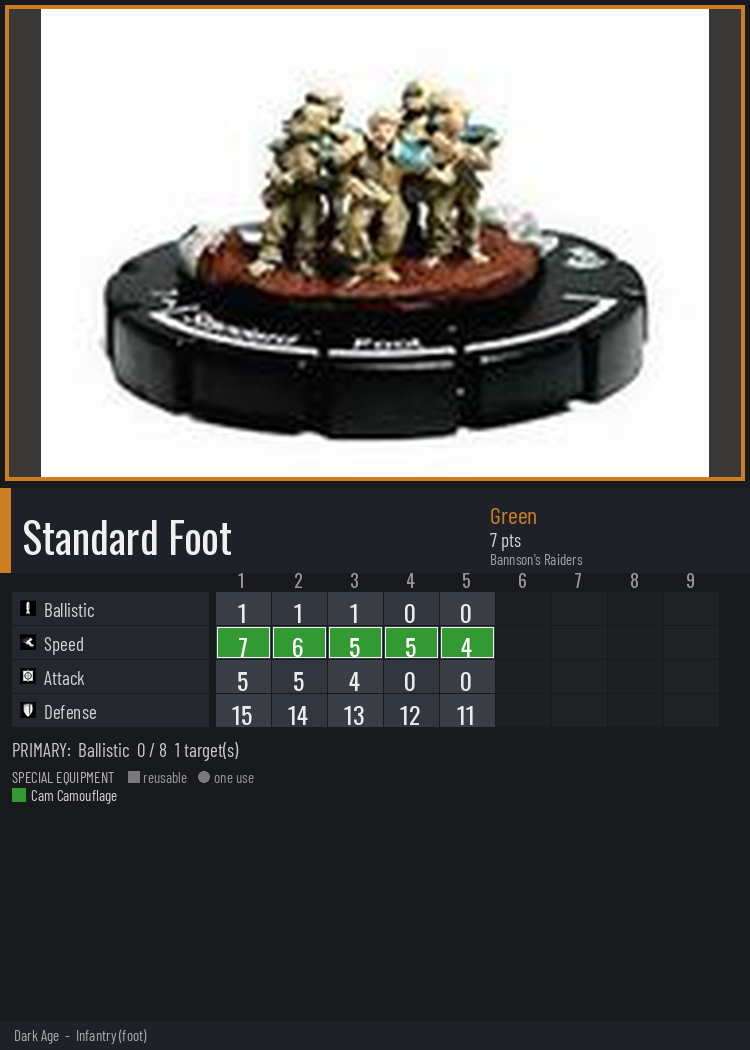 Standard Foot
Standard Foot
Green
7 pts
Bannson's Raiders
1 2 3 4 5 6 7 8 9
Ballistic 1 1 1 0 0
Speed 7 6 5 5 4
Attack 5 5 4 0 0
Defense 15 14 13 12 11
PRIMARY: Ballistic 0 / 8 1 target(s)
SPECIAL EQUIPMENT reusable one use
Cam Camouflage
Dark Age - Infantry (foot)